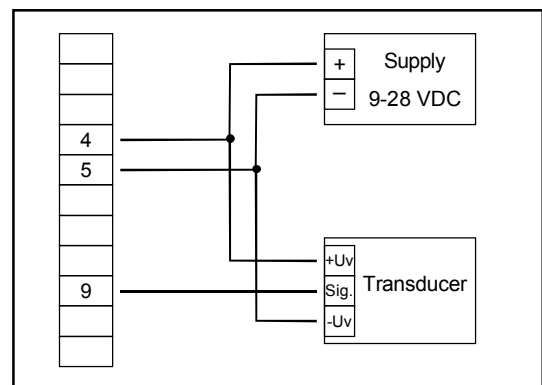 + Supply
– 9-28 VDC
4
5
+Uv
9 Sig. Transducer
-Uv